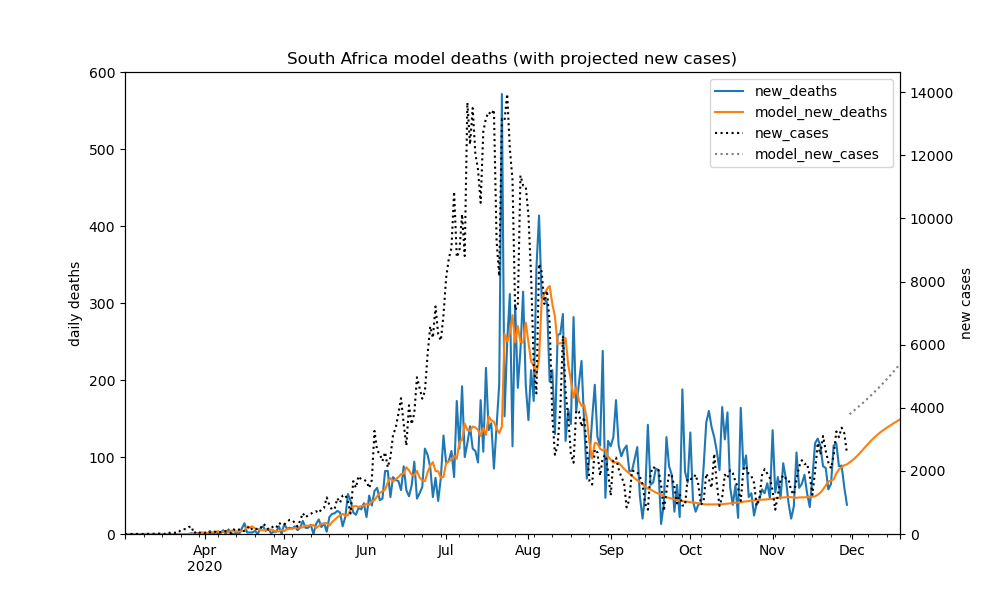 South Africa model deaths (with projected new cases)
new_deaths
model_new_deaths
new_cases
model_new_cases
daily deaths
600
500
400
300
200
100
0
new cases
14000
12000
10000
8000
6000
4000
2000
0
Apr May Jun Jul Aug Sep Oct Nov Dec
2020